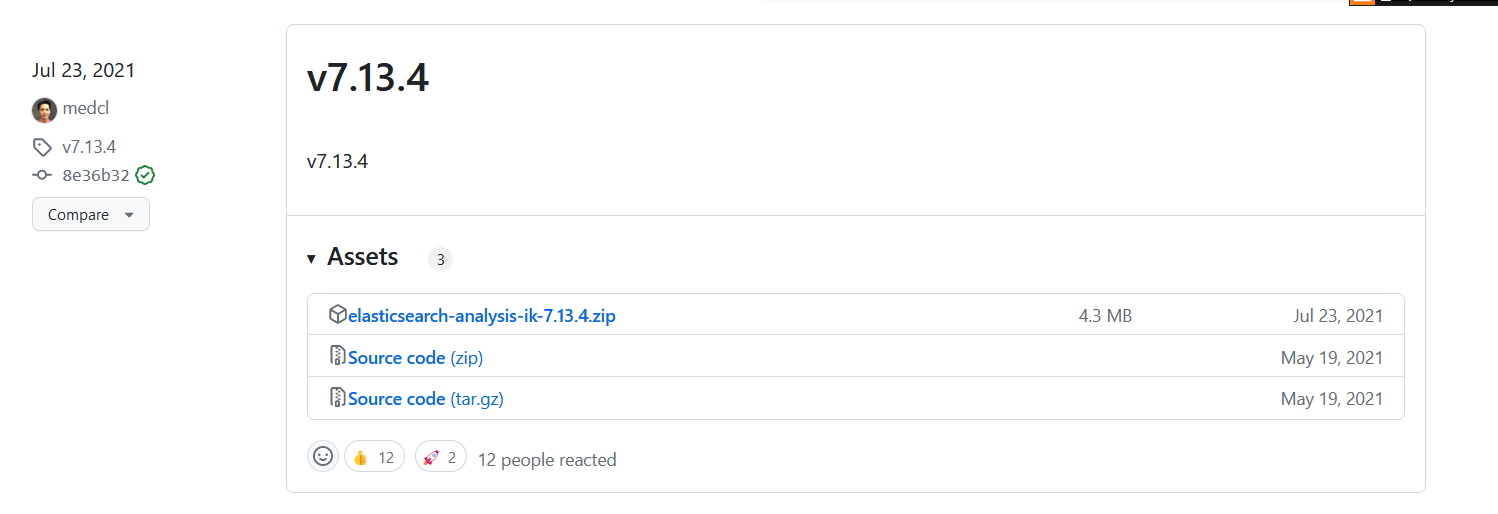 Jul 23, 2021
medcl
v7.13.4
8e36b32
Compare
v7.13.4
v7.13.4
Assets 3
elasticsearch-analysis-ik-7.13.4.zip 4.3 MB Jul 23, 2021
Source code (zip) May 19, 2021
Source code (tar.gz) May 19, 2021
12 2 12 people reacted